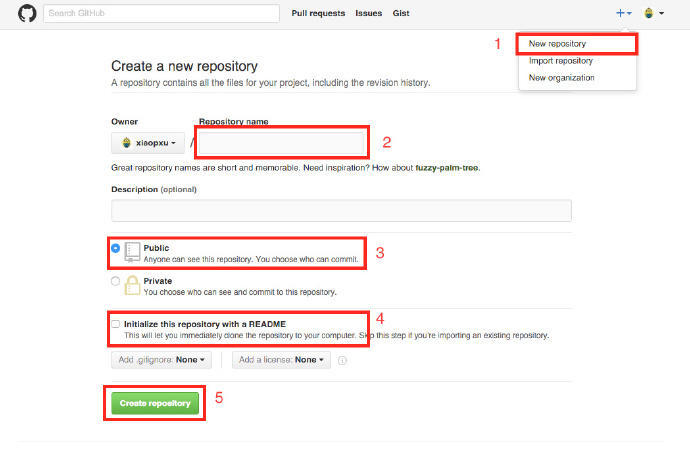 Search GitHub
Pull requests Issues Gist
1 New repository
Import repository
New organization
Create a new repository
A repository contains all the files for your project, including the revision history.
Owner Repository name
xiaopxu / 2
Great repository names are short and memorable. Need inspiration? How about fuzzy-palm-tree.
Description (optional)
Public
Anyone can see this repository. You choose who can commit. 3
Private
You choose who can see and commit to this repository.
Initialize this repository with a README 4
This will let you immediately clone the repository to your computer. Skip this step if you're importing an existing repository.
Add .gitignore: None Add a license: None
Create repository 5